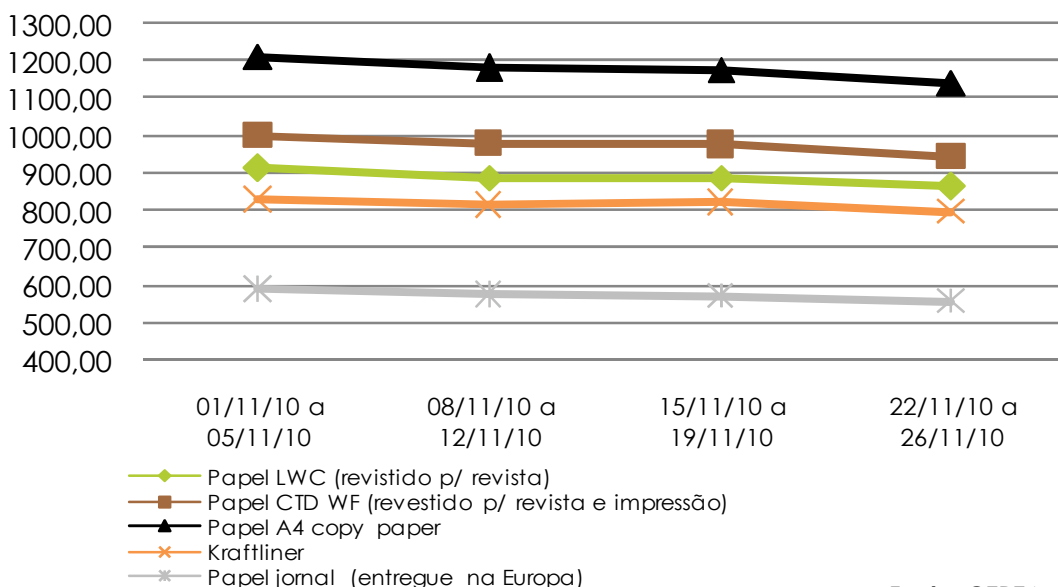 1300,00
1200,00
1100,00
1000,00
900,00
800,00
700,00
600,00
500,00
400,00
01/11/10 a 05/11/10
08/11/10 a 12/11/10
15/11/10 a 19/11/10
22/11/10 a 26/11/10
Papel LWC (revistido p/ revista)
Papel CTD WF (revestido p/ revista e impressão)
Papel A4 copy paper
Kraftliner
Papel jornal (entregue na Europa)